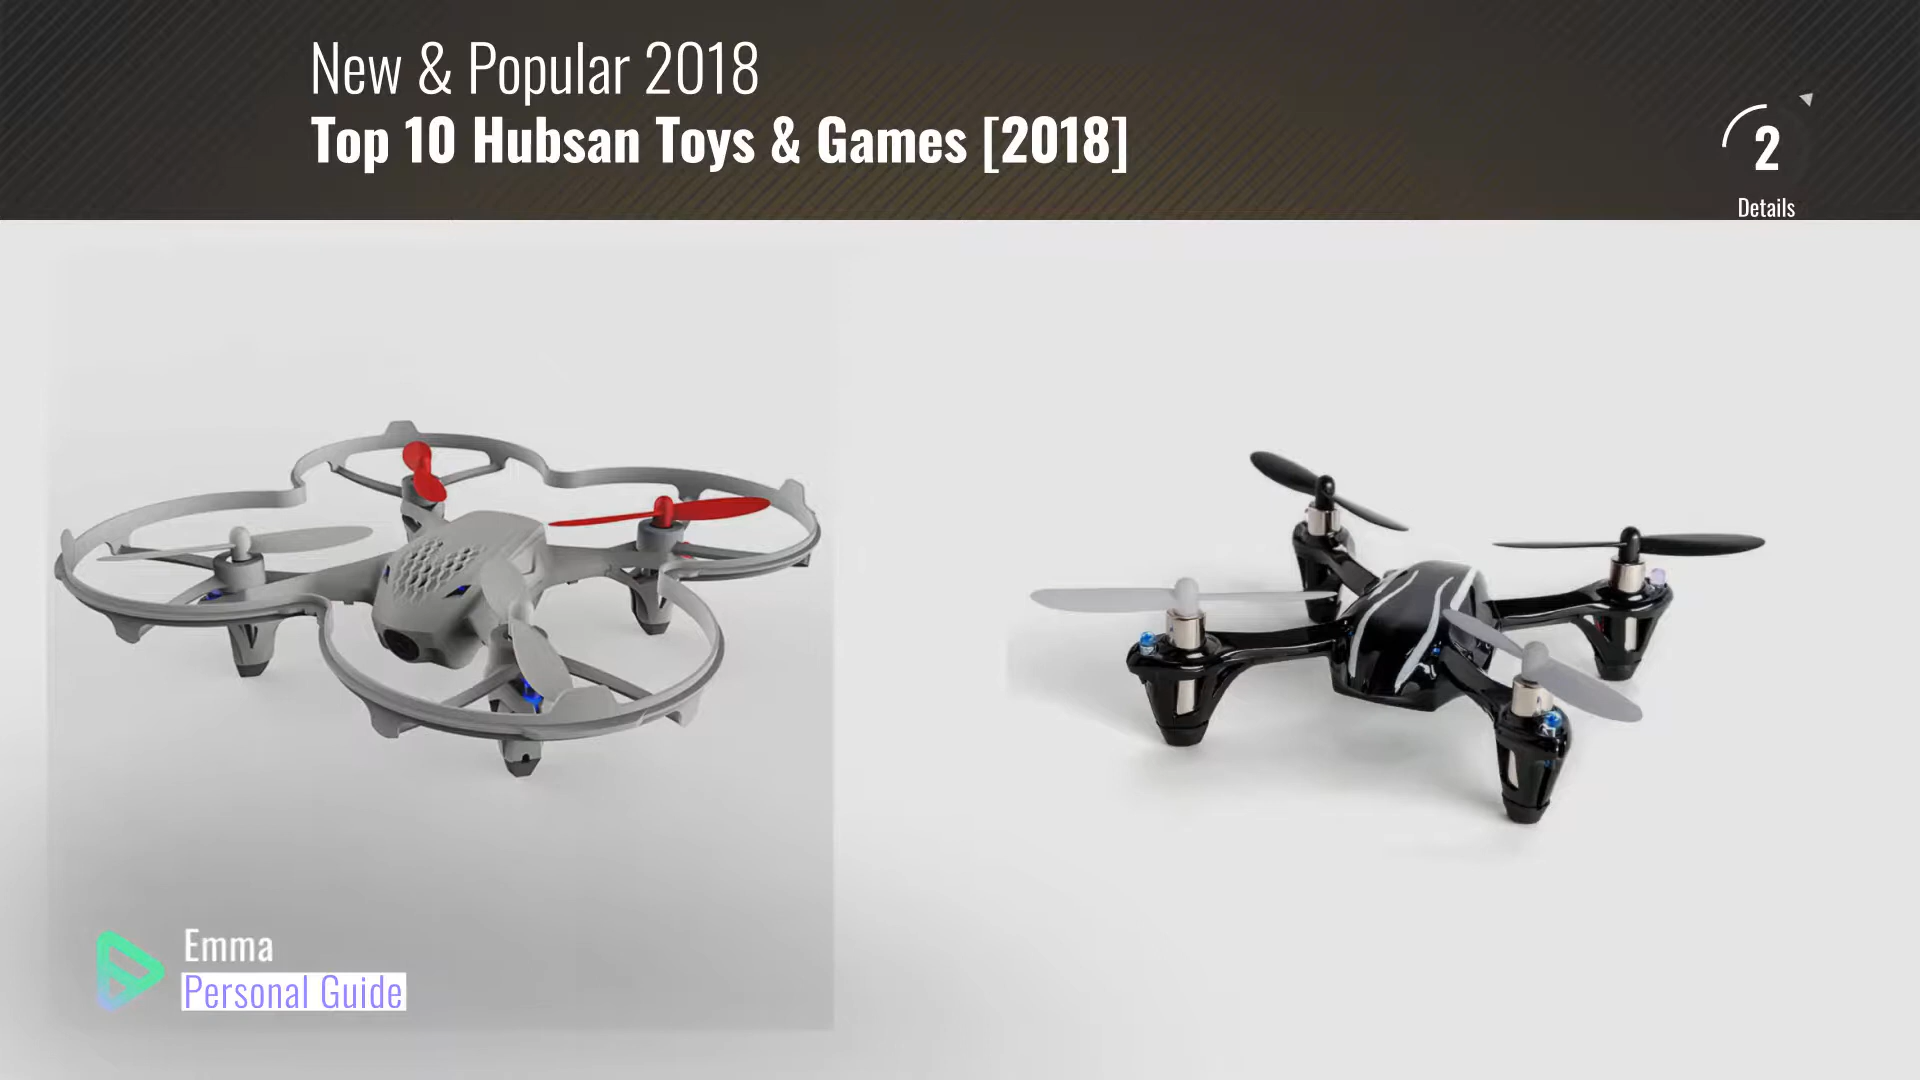 New & Popular 2018
Top 10 Hubsan Toys & Games [2018]
2
Details
Emma
Personal Guide